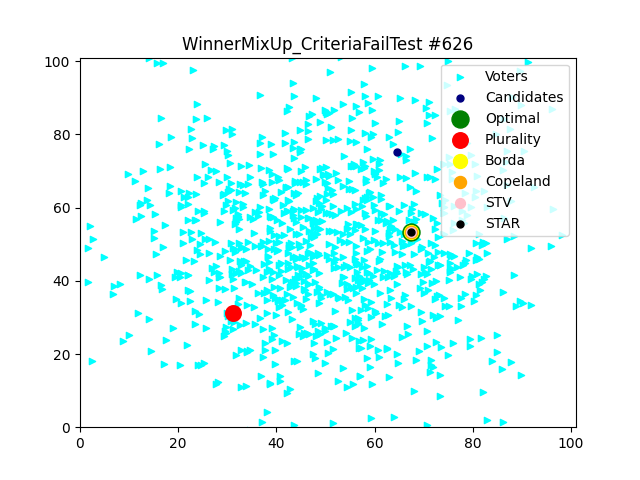 WinnerMixUp_CriteriaFailTest #626
100
80
60
40
20
0
0 20 40 60 80 100
Voters
Candidates
Optimal
Plurality
Borda
Copeland
STV
STAR